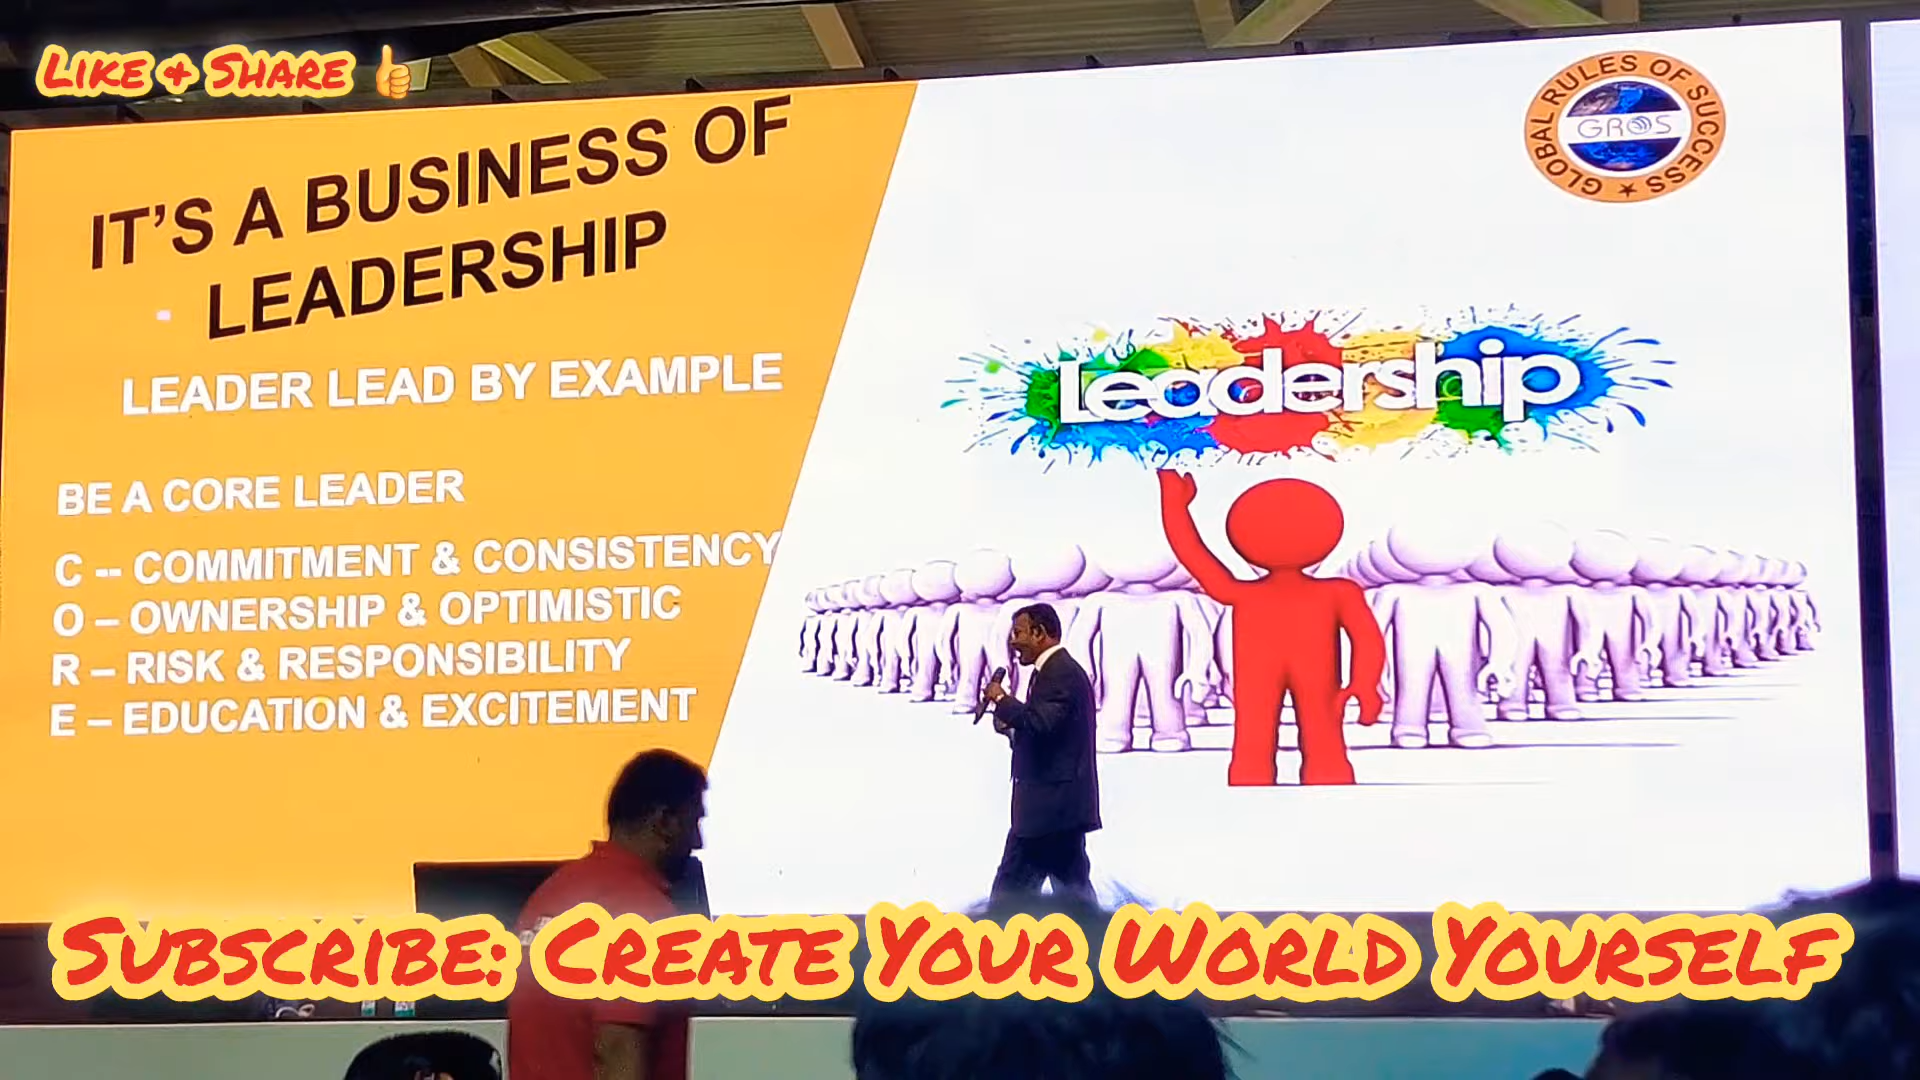 LIKE & SHARE 👍
IT'S A BUSINESS OF
LEADERSHIP
LEADER LEAD BY EXAMPLE
BE A CORE LEADER
C -- COMMITMENT & CONSISTENCY
O – OWNERSHIP & OPTIMISTIC
R – RISK & RESPONSIBILITY
E – EDUCATION & EXCITEMENT
GLOBAL RULES OF SUCCESS ★
GROS
Leadership
SUBSCRIBE: CREATE YOUR WORLD YOURSELF